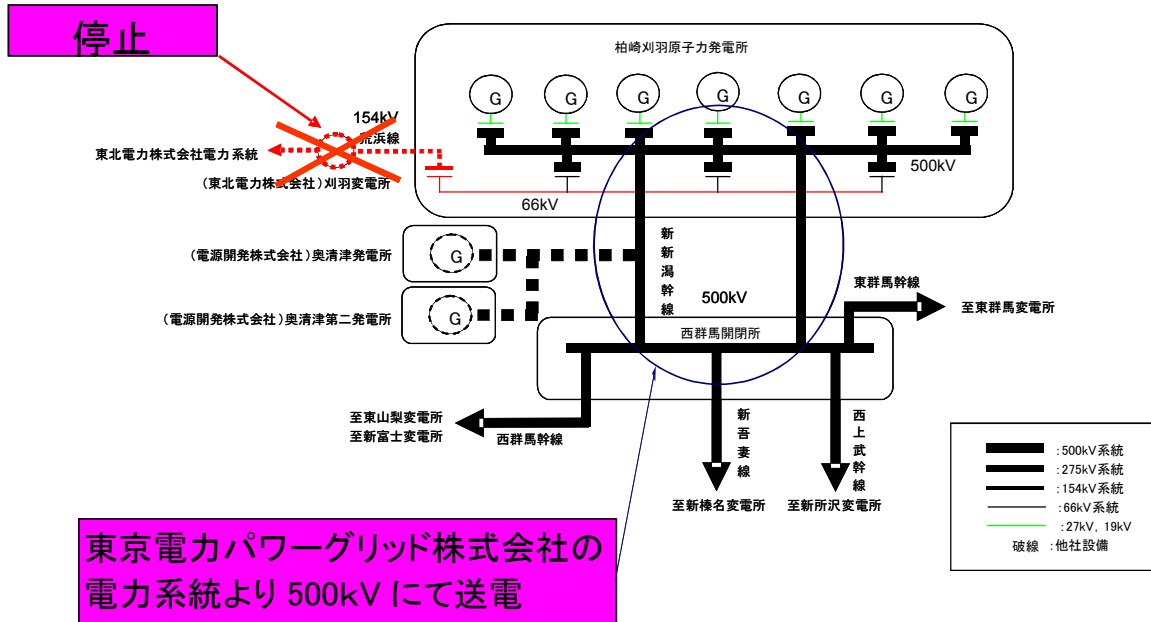 停止
柏崎刈羽原子力発電所
G
G
G
G
G
G
G
154kV
荒浜線
東北電力株式会社電力系統
(東北電力株式会社)刈羽変電所
500kV
66kV
(電源開発株式会社)奥清津発電所
G
新新潟幹線
500kV
東群馬幹線
至東群馬変電所
(電源開発株式会社)奥清津第二発電所
G
西群馬開閉所
至東山梨変電所
至新富士変電所
西群馬幹線
新吾妻線
西上武幹線
至新榛名変電所
至新所沢変電所
:500kV系統
:275kV系統
:154kV系統
:66kV系統
:27kV, 19kV
破線 :他社設備
東京電力パワーグリッド株式会社の
電力系統より 500kV にて送電